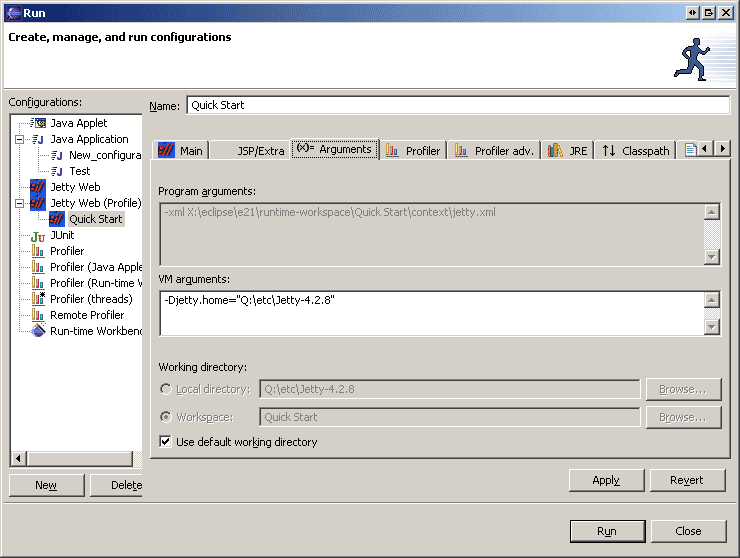 Run
Create, manage, and run configurations
Configurations:
Java Applet
Java Application
New_configura
Test
Jetty Web
Jetty Web (Profile)
Quick Start
JUnit
Profiler
Profiler (Java Apple
Profiler (Run-time W
Profiler (threads)
Remote Profiler
Run-time Workbenc
New
Delete
Name: Quick Start
Main JSP/Extra (x)= Arguments Profiler Profiler adv. JRE Classpath
Program arguments:
-xml X:\eclipse\e21\runtime-workspace\Quick Start\context\jetty.xml
VM arguments:
-Djetty.home="Q:\etc\Jetty-4.2.8"
Working directory:
Local directory: Q:\etc\Jetty-4.2.8 Browse...
Workspace: Quick Start Browse...
Use default working directory
Apply Revert
Run Close